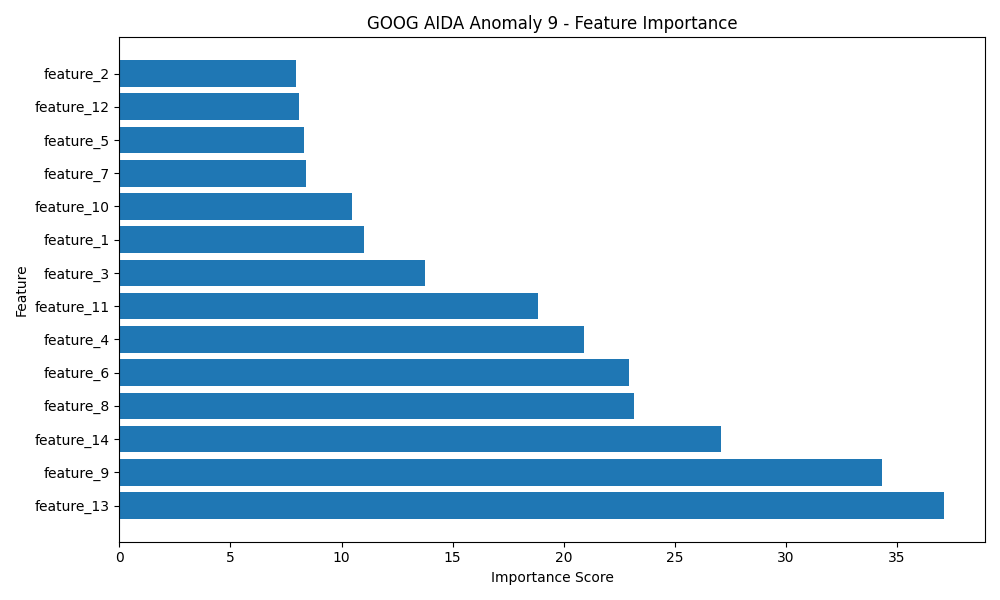 GOOG AIDA Anomaly 9 - Feature Importance
Feature
feature_2
feature_12
feature_5
feature_7
feature_10
feature_1
feature_3
feature_11
feature_4
feature_6
feature_8
feature_14
feature_9
feature_13
0 5 10 15 20 25 30 35
Importance Score